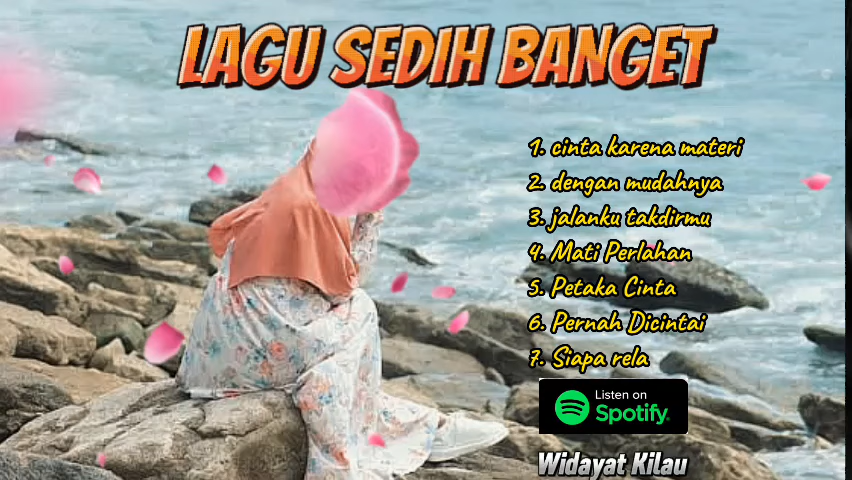 LAGU SEDIH BANGET
1. cinta karena materi
2. dengan mudahnya
3. jalanku takdirmu
4. Mati Perlahan
5. Petaka Cinta
6. Pernah Dicintai
7. Siapa rela
Listen on
Spotify
Widayat Kilau